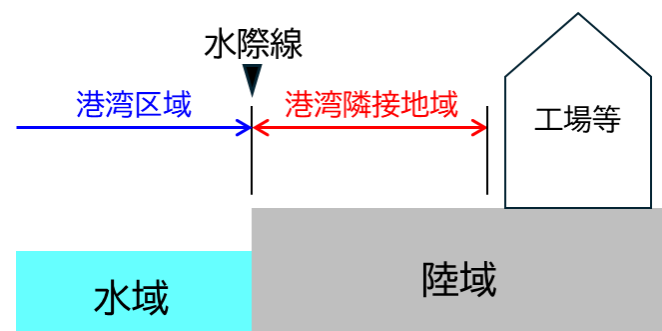 水際線
港湾区域
港湾隣接地域
工場等
水域
陸域